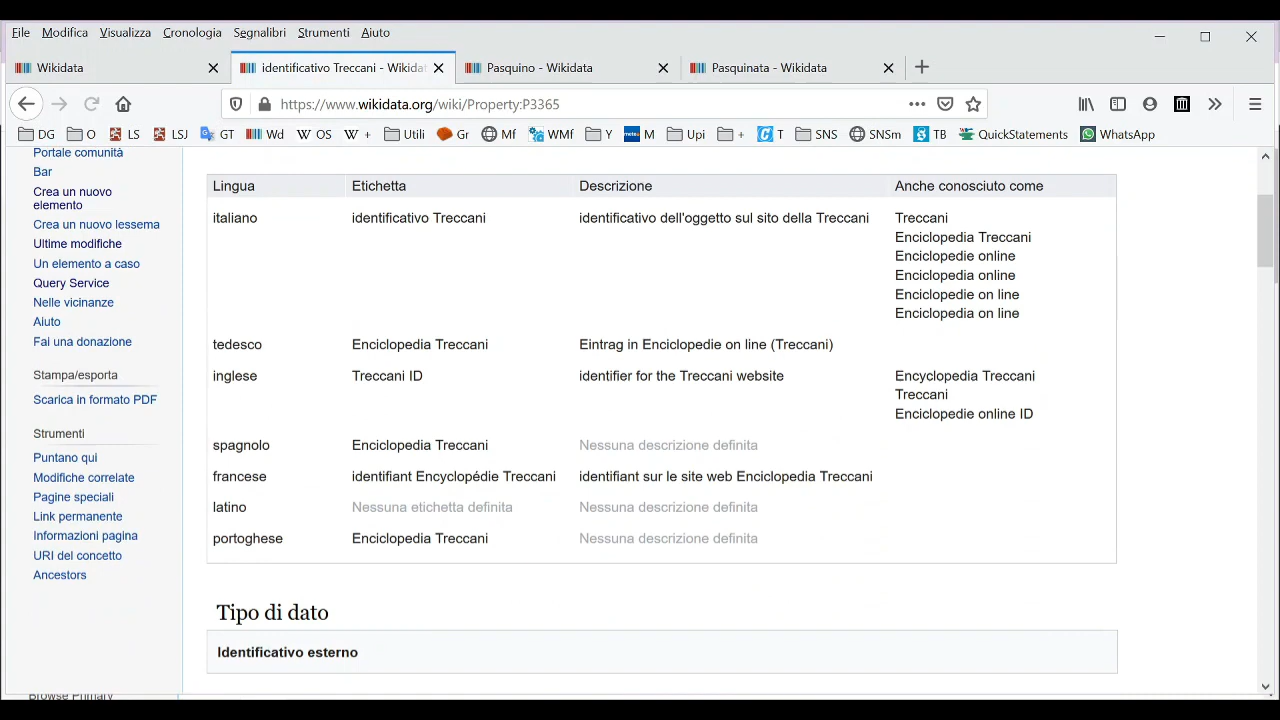 File Modifica Visualizza Cronologia Segnalibri Strumenti Aiuto
Wikidata identificativo Treccani - Wikidat Pasquino - Wikidata Pasquinata - Wikidata
https://www.wikidata.org/wiki/Property:P3365
DG O LS LSJ GT Wd OS + Utili Gr Mf WMf Y M Upi + T SNS SNSm TB QuickStatements WhatsApp
Portale comunità
Bar
Crea un nuovo
elemento
Crea un nuovo lessema
Ultime modifiche
Un elemento a caso
Query Service
Nelle vicinanze
Aiuto
Fai una donazione
Stampa/esporta
Scarica in formato PDF
Strumenti
Puntano qui
Modifiche correlate
Pagine speciali
Link permanente
Informazioni pagina
URI del concetto
Ancestors
Browse Primary
Lingua Etichetta Descrizione Anche conosciuto come
italiano identificativo Treccani identificativo dell'oggetto sul sito della Treccani Treccani
Enciclopedia Treccani
Enciclopedie online
Enciclopedia online
Enciclopedie on line
Enciclopedia on line
tedesco Enciclopedia Treccani Eintrag in Enciclopedie on line (Treccani)
inglese Treccani ID identifier for the Treccani website Encyclopedia Treccani
Treccani
Enciclopedie online ID
spagnolo Enciclopedia Treccani Nessuna descrizione definita
francese identifiant Encyclopédie Treccani identifiant sur le site web Enciclopedia Treccani
latino Nessuna etichetta definita Nessuna descrizione definita
portoghese Enciclopedia Treccani Nessuna descrizione definita
Tipo di dato
Identificativo esterno